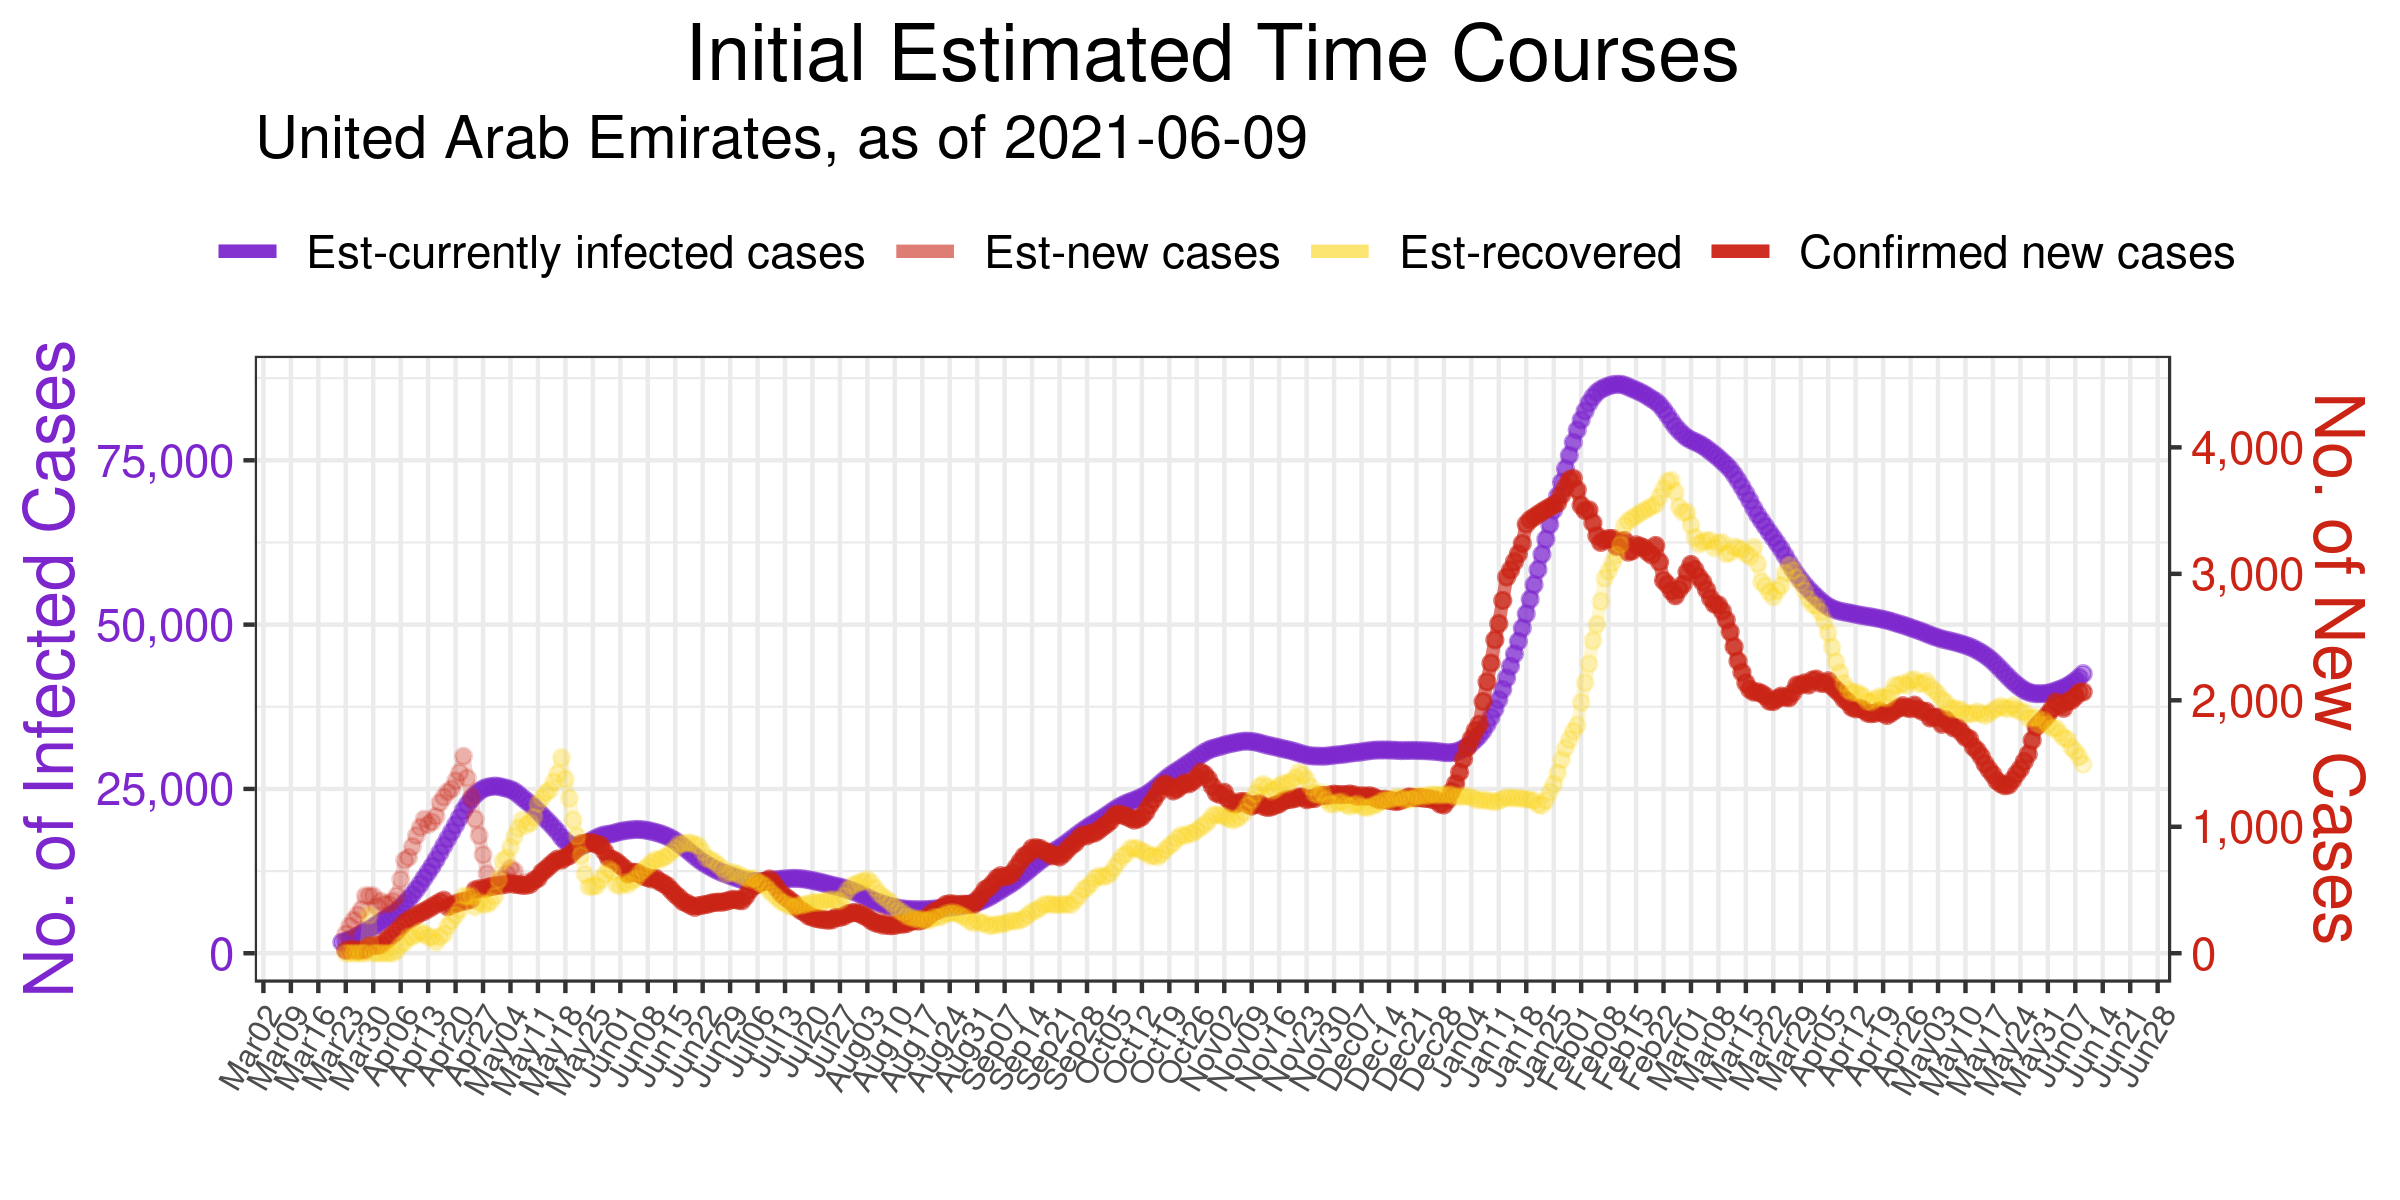 Initial Estimated Time Courses
United Arab Emirates, as of 2021-06-09
Est-currently infected cases Est-new cases Est-recovered Confirmed new cases
No. of Infected Cases
75,000
50,000
25,000
0
No. of New Cases
4,000
3,000
2,000
1,000
0
Mar02
Mar09
Mar16
Mar23
Mar30
Apr06
Apr13
Apr20
Apr27
May04
May11
May18
May25
Jun01
Jun08
Jun15
Jun22
Jun29
Jul06
Jul13
Jul20
Jul27
Aug03
Aug10
Aug17
Aug24
Aug31
Sep07
Sep14
Sep21
Sep28
Oct05
Oct12
Oct19
Oct26
Nov02
Nov09
Nov16
Nov23
Nov30
Dec07
Dec14
Dec21
Dec28
Jan04
Jan11
Jan18
Jan25
Feb01
Feb08
Feb15
Feb22
Mar01
Mar08
Mar15
Mar22
Mar29
Apr05
Apr12
Apr19
Apr26
May03
May10
May17
May24
May31
Jun07
Jun14
Jun21
Jun28